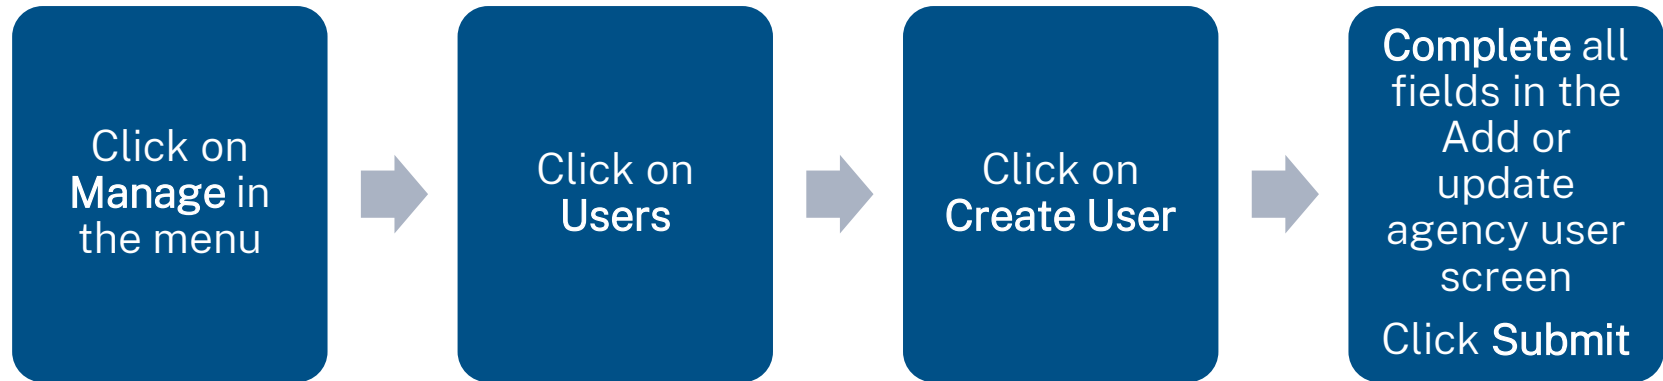 Click on
Manage in
the menu
Click on
Users
Click on
Create User
Complete all
fields in the
Add or
update
agency user
screen
Click Submit